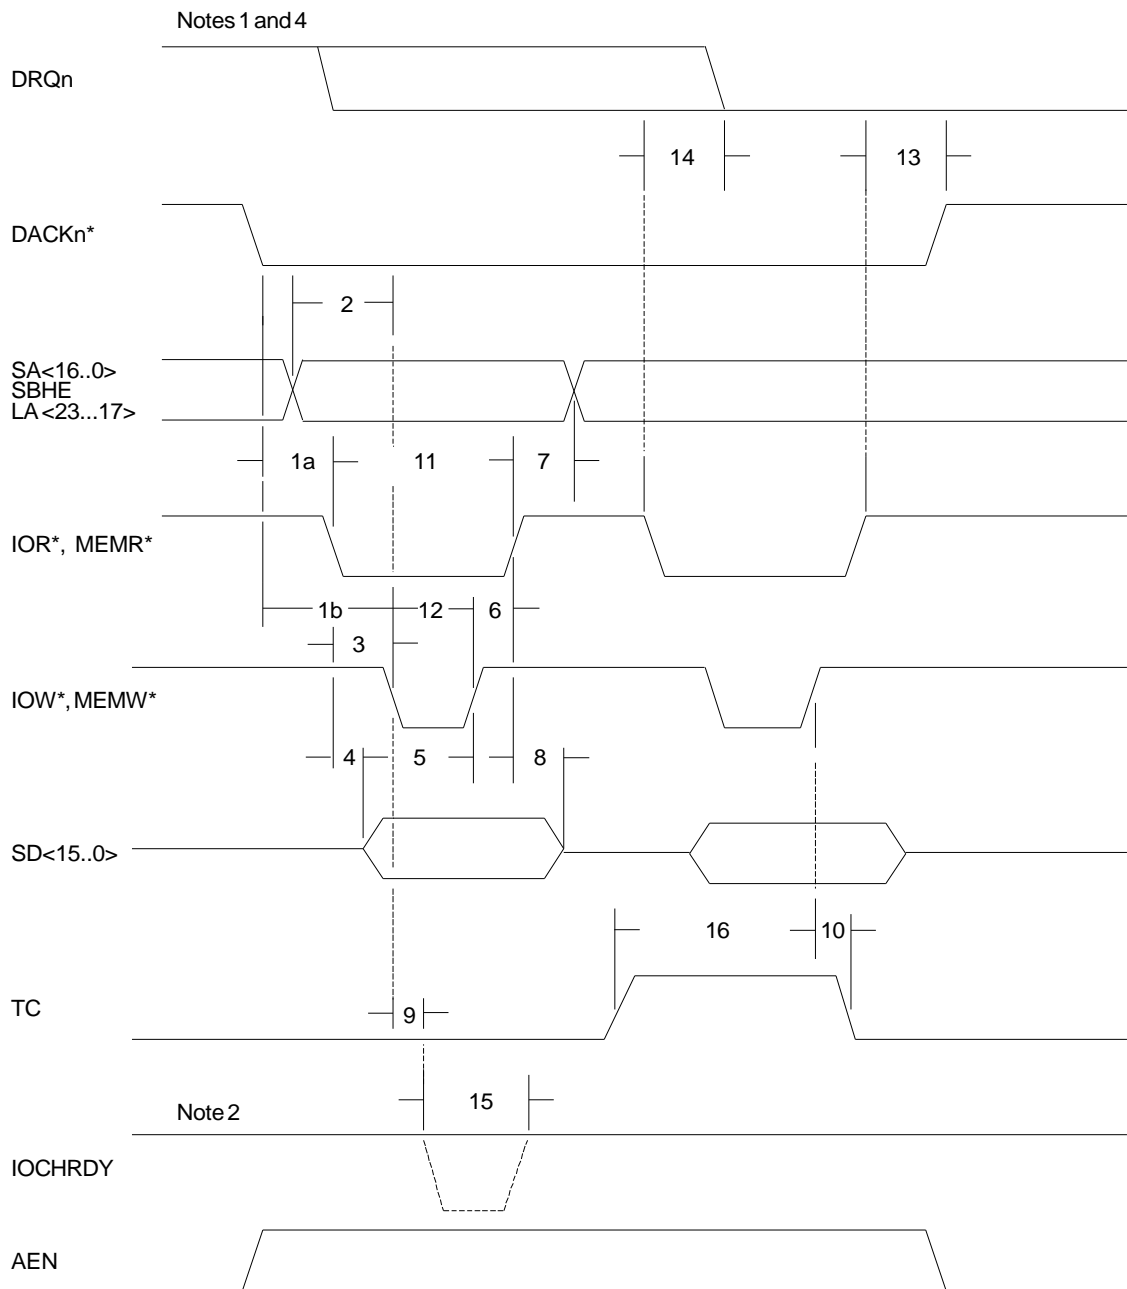 Notes 1 and 4
DRQn
14
13
DACKn*
2
SA<16..0>
SBHE
LA<23...17>
1a
11
7
IOR*, MEMR*
1b
12
6
3
IOW*, MEMW*
4
5
8
SD<15..0>
16
10
TC
9
15
Note 2
IOCHRDY
AEN